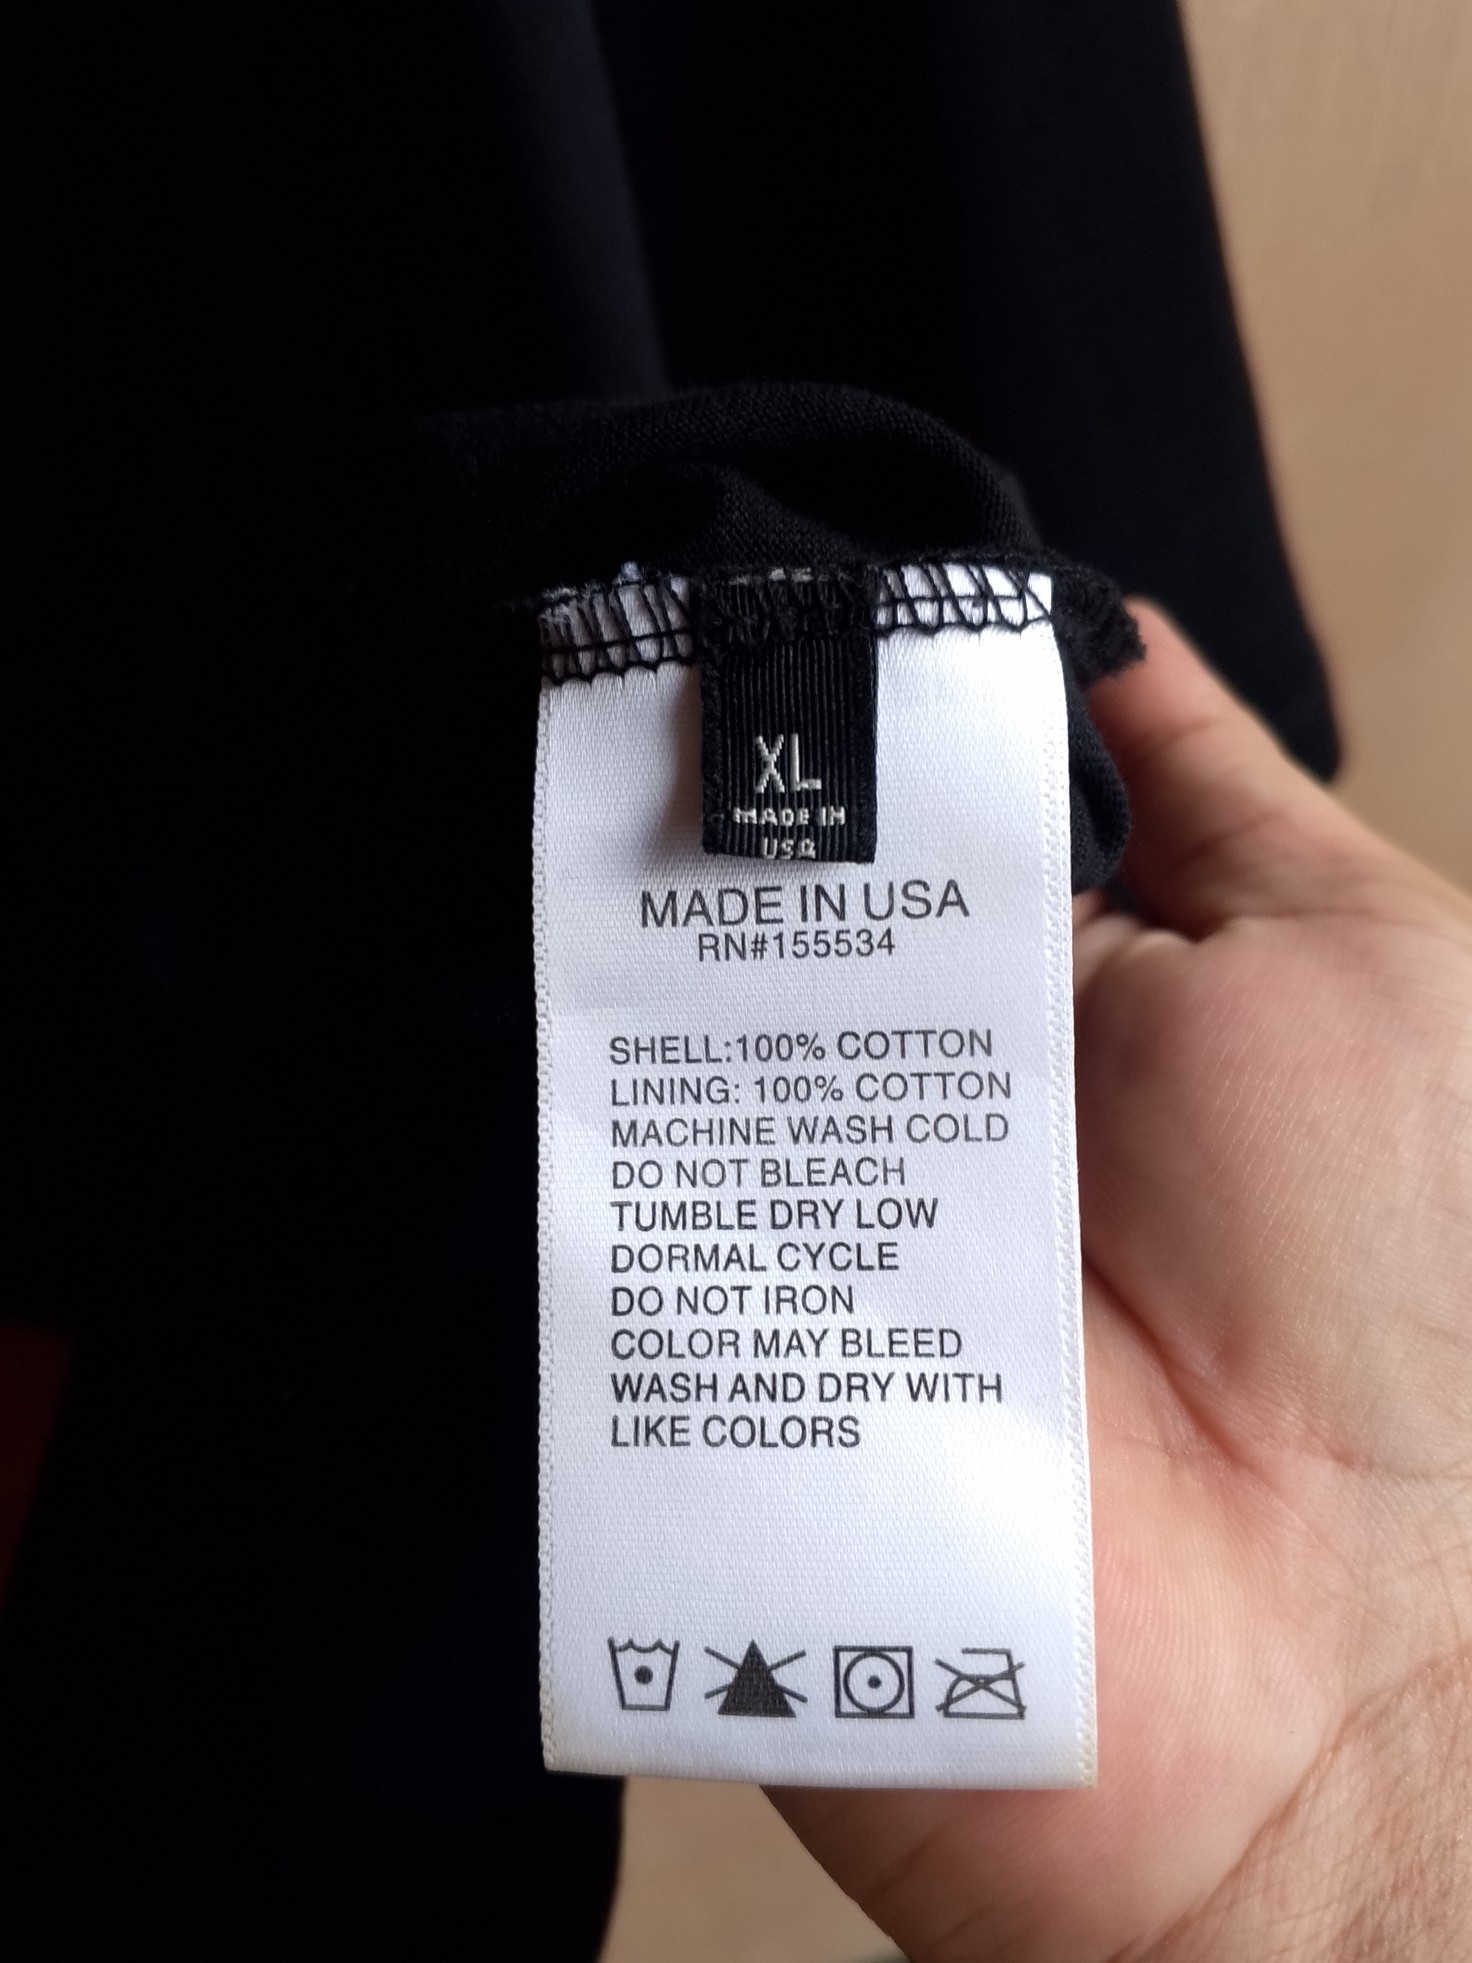 XL
MADE IN
USA
MADE IN USA
RN#155534
SHELL:100% COTTON
LINING: 100% COTTON
MACHINE WASH COLD
DO NOT BLEACH
TUMBLE DRY LOW
DORMAL CYCLE
DO NOT IRON
COLOR MAY BLEED
WASH AND DRY WITH
LIKE COLORS